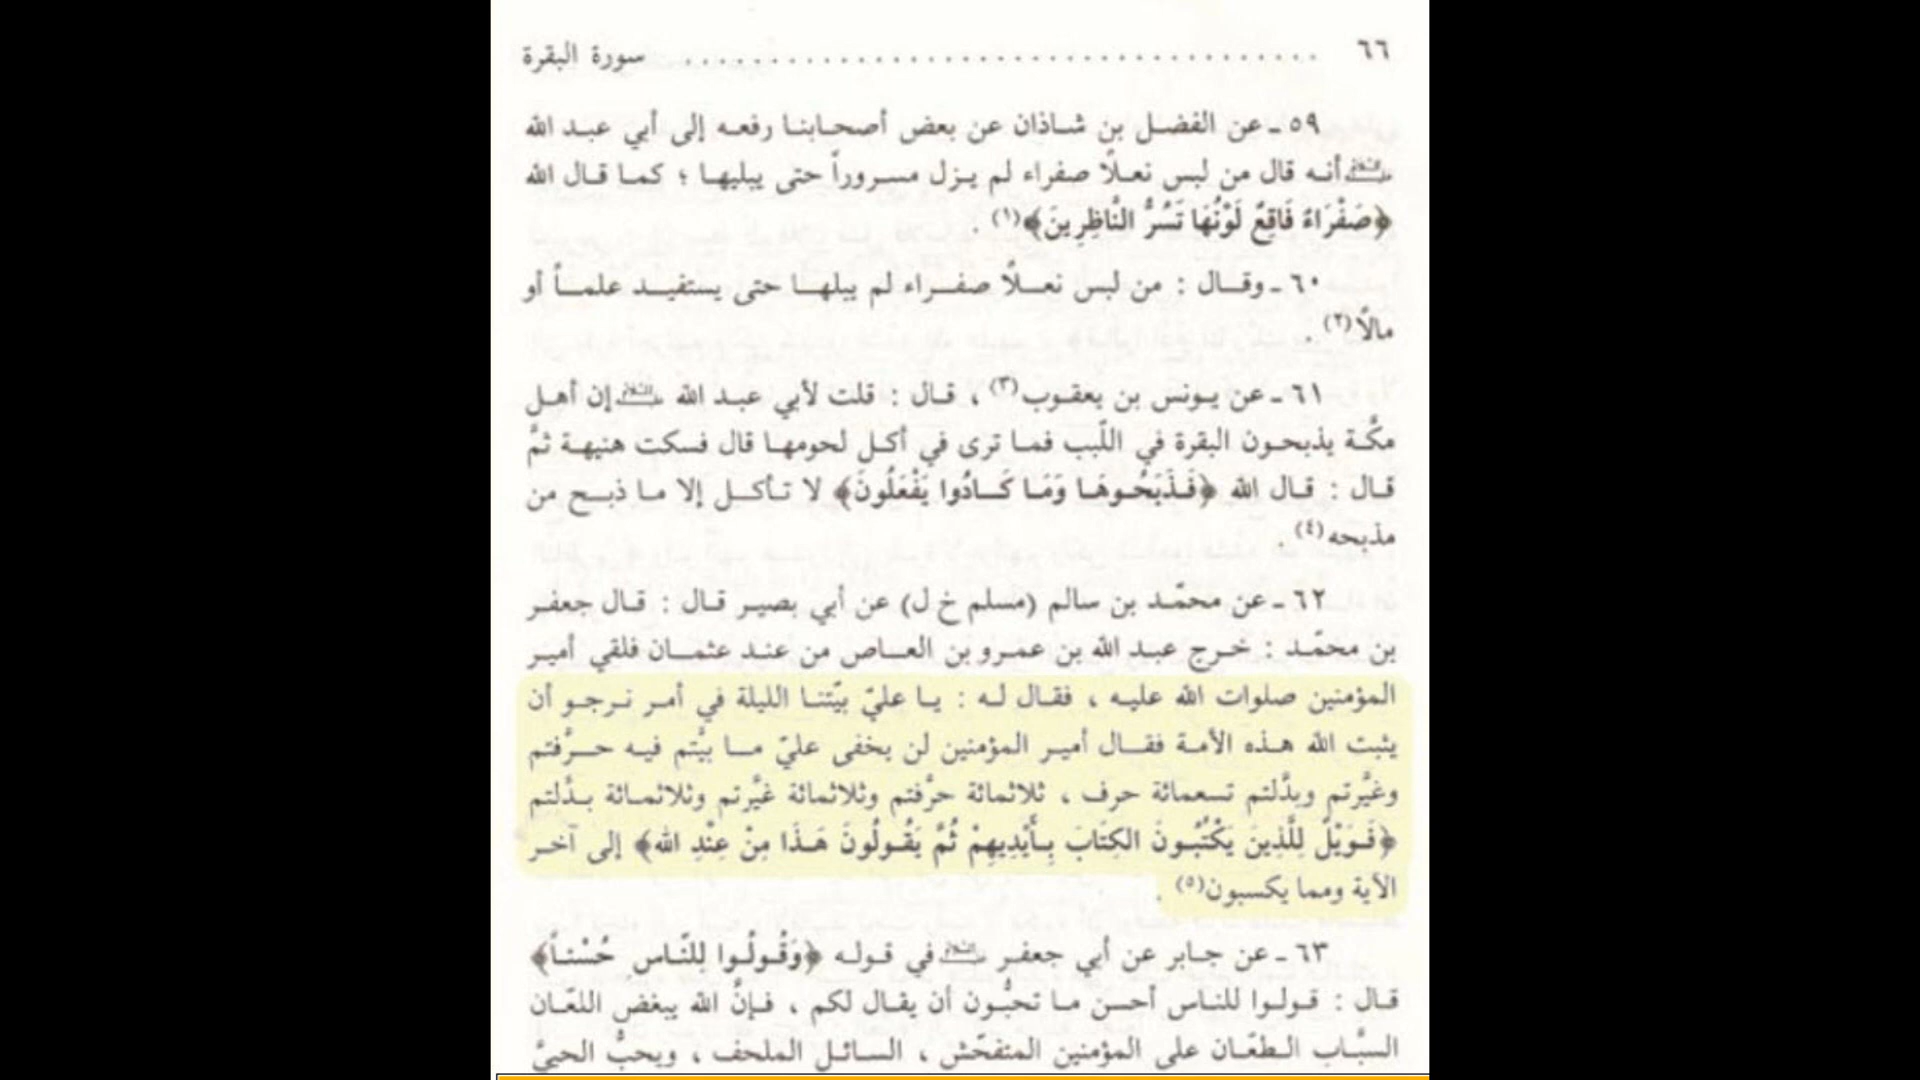 ٦٦ ..................................... سورة البقرة
٥٩ ـ عن الفضل بن شاذان عن بعض أصحابنا رفعه إلى أبي عبد الله
أنه قال من لبس نعلًا صفراء لم يزل مسروراً حتى يبليها ؛ كما قال الله
﴿صَفْرَاءُ فَاقِعٌ لَوْنُهَا تَسُرُّ النَّاظِرِينَ﴾(١) .
٦٠ ـ وقال : من لبس نعلًا صفراء لم يبلها حتى يستفيد علماً أو
مالًا(٢) .
٦١ ـ عن يونس بن يعقوب(٣) ، قال : قلت لأبي عبد الله إن أهل
مكّة يذبحون البقرة في اللّبب فما ترى في أكل لحومها قال فسكت هنيهة ثمَّ
قال : قال الله ﴿فَذَبَحُوهَا وَمَا كَادُوا يَفْعَلُونَ﴾ لا تأكل إلا ما ذبح من
مذبحه(٤) .
٦٢ ـ عن محمّد بن سالم (مسلم خ ل) عن أبي بصير قال : قال جعفر
بن محمّد : خرج عبد الله بن عمرو بن العاص من عند عثمان فلقي أمير
المؤمنين صلوات الله عليه ، فقال له : يا عليّ بيّتنا الليلة في أمر نرجو أن
يثبت الله هذه الأمة فقال أمير المؤمنين لن يخفى عليّ ما بيَّتم فيه حرَّفتم
وغيَّرتم وبدَّلتم تسعمائة حرف ، ثلاثمائة حرَّفتم وثلاثمائة غيَّرتم وثلاثمائة بدَّلتم
﴿فَوَيْلٌ لِلَّذِينَ يَكْتُبُونَ الكِتَابَ بِأَيْدِيهِمْ ثُمَّ يَقُولُونَ هَذَا مِنْ عِنْدِ الله﴾ إلى آخر
الآية ومما يكسبون(٥) .
٦٣ ـ عن جابر عن أبي جعفر في قوله ﴿وَقُولُوا لِلنَّاس حُسْناً﴾
قال : قولوا للناس أحسن ما تحبُّون أن يقال لكم ، فإنَّ الله يبغض اللعّان
السبَّاب الطعّان على المؤمنين المتفحّش ، السائل الملحف ، ويحبُّ الحييَّ